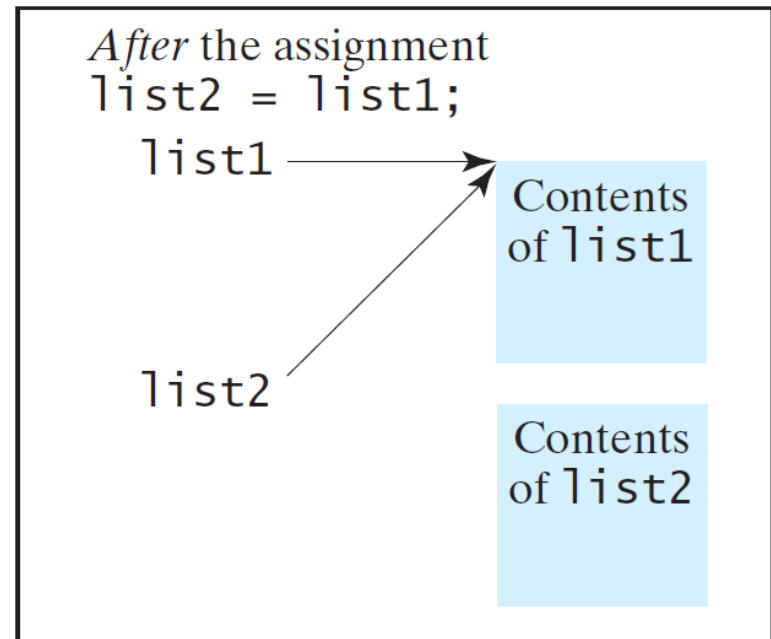 After the assignment
list2 = list1;
list1
Contents
of list1
list2
Contents
of list2